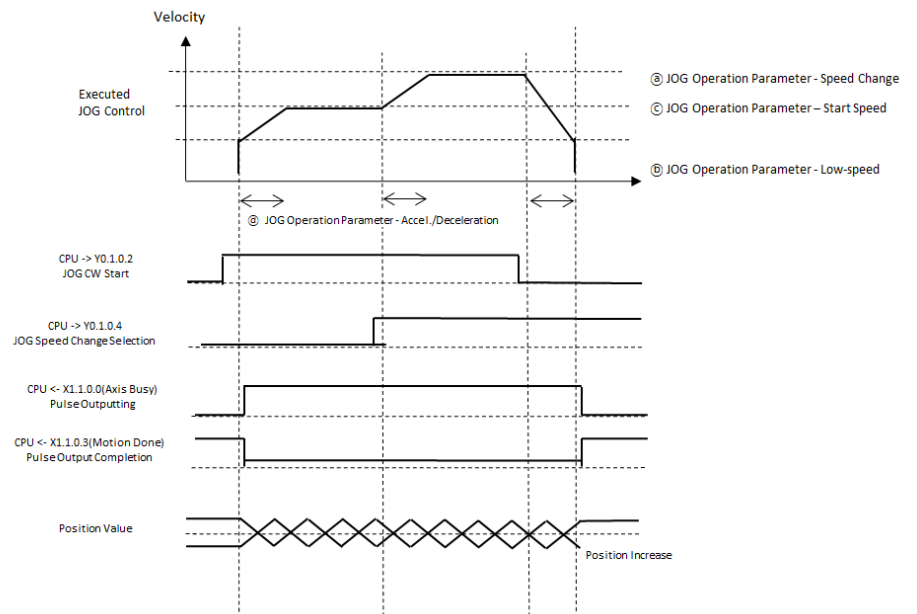 Velocity
Executed
JOG Control
ⓐ JOG Operation Parameter - Speed Change
ⓒ JOG Operation Parameter – Start Speed
ⓑ JOG Operation Parameter - Low-speed
ⓓ JOG Operation Parameter - Accel./Deceleration
CPU -> Y0.1.0.2
JOG CW Start
CPU -> Y0.1.0.4
JOG Speed Change Selection
CPU <- X1.1.0.0(Axis Busy)
Pulse Outputting
CPU <- X1.1.0.3(Motion Done)
Pulse Output Completion
Position Value
Position Increase